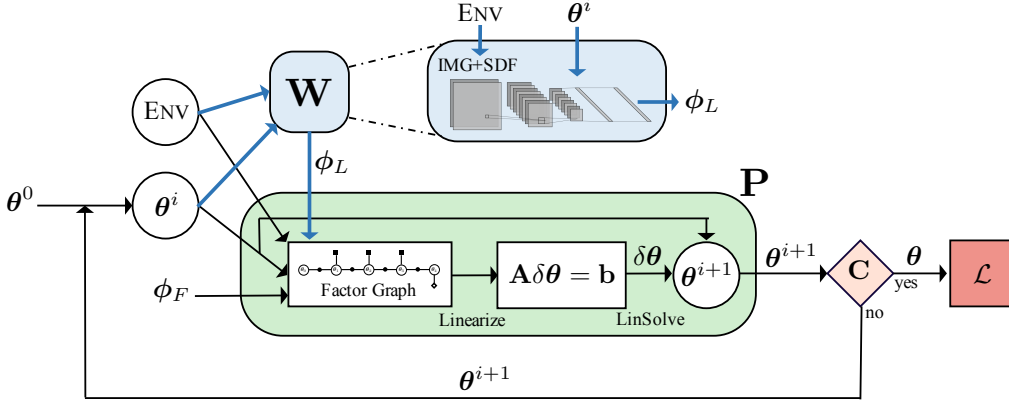 ENV
θ^i
IMG+SDF
W
ϕ_L
ENV
ϕ_L
P
θ^0
θ^i
Aδθ = b
δθ
θ^{i+1}
θ^{i+1}
C
θ
yes
L
Factor Graph
ϕ_F
Linearize
LinSolve
no
θ^{i+1}